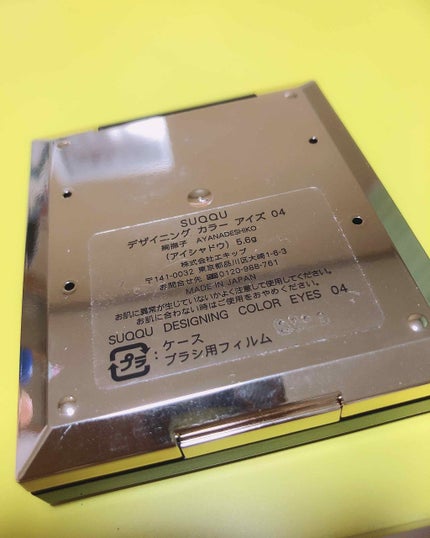 SUQQU
デザイニング カラー アイズ 04
絢撫子 AYANADESHIKO
(アイシャドウ) 5.6g
株式会社エキップ
〒141-0032 東京都品川区大崎1-6-3
お問合せ先 0120-988-761
MADE IN JAPAN
お肌に異常が生じていないかよく注意して使用してください。
お肌に合わない時はご使用をおやめください。
SUQQU DESIGNING COLOR EYES 04
プラ : ケース
ブラシ用フィルム